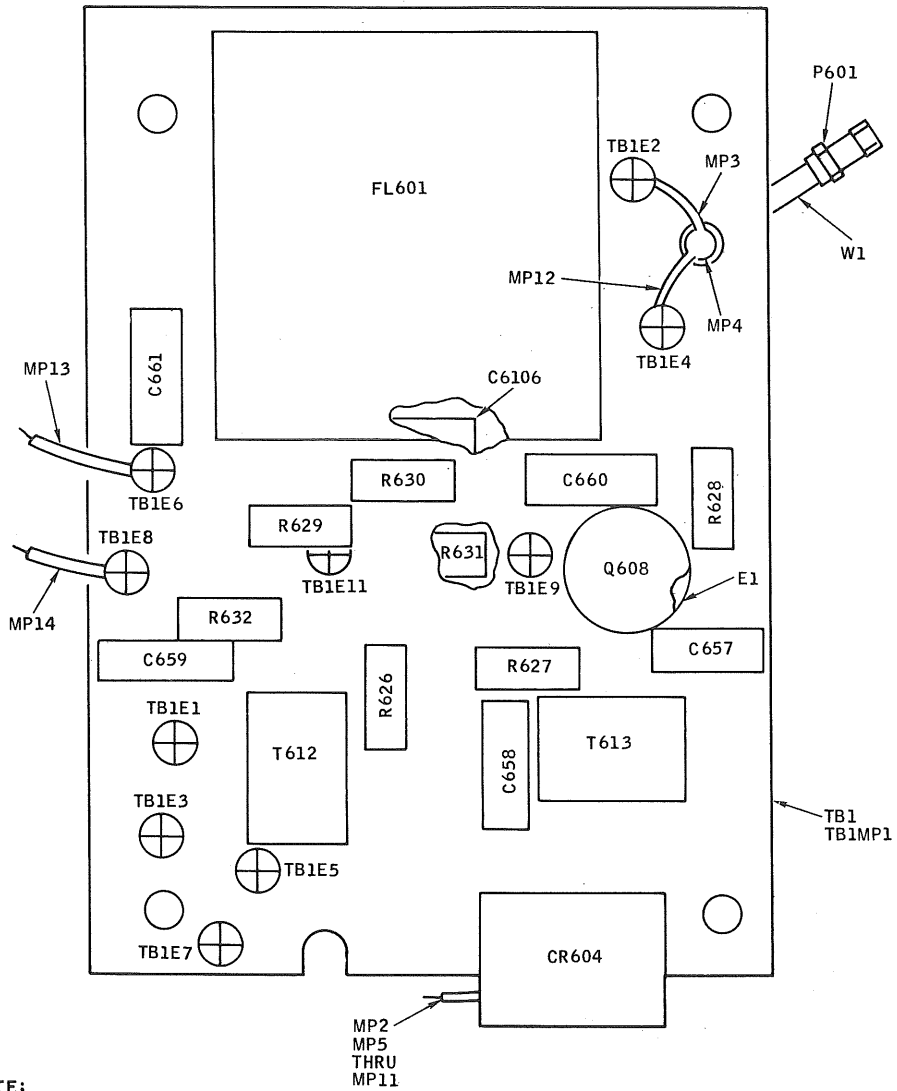 P601
TB1E2
MP3
FL601
W1
MP12
MP4
TB1E4
MP13
C661
C6106
TB1E6
R630
C660
R628
R629
TB1E8
R631
TB1E11
TB1E9
Q608
E1
MP14
R632
C659
C657
R627
R626
TB1E1
T612
C658
T613
TB1E3
TB1
TB1MP1
TB1E5
TB1E7
CR604
MP2
MP5
THRU
MP11